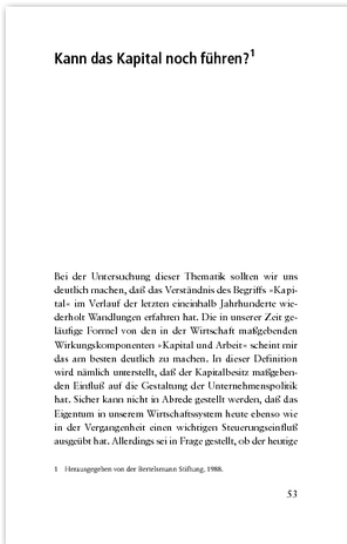 Kann das Kapital noch führen?¹
Bei der Untersuchung dieser Thematik sollten wir uns
deutlich machen, daß das Verständnis des Begriffs »Kapi-
tal« im Verlauf der letzten eineinhalb Jahrhunderte wie-
derholt Wandlungen erfahren hat. Die in unserer Zeit ge-
läufige Formel von den in der Wirtschaft maßgebenden
Wirkungskomponenten »Kapital und Arbeit« scheint mir
das am besten deutlich zu machen. In dieser Definition
wird nämlich unterstellt, daß der Kapitalbesitz maßgeben-
den Einfluß auf die Gestaltung der Unternehmenspolitik
hat. Sicher kann nicht in Abrede gestellt werden, daß das
Eigentum in unserem Wirtschaftssystem heute ebenso wie
in der Vergangenheit einen wichtigen Steuerungseinfluß
ausgeübt hat. Allerdings sei in Frage gestellt, ob der heutige
1 Herausgegeben von der Bertelsmann Stiftung, 1988.
53